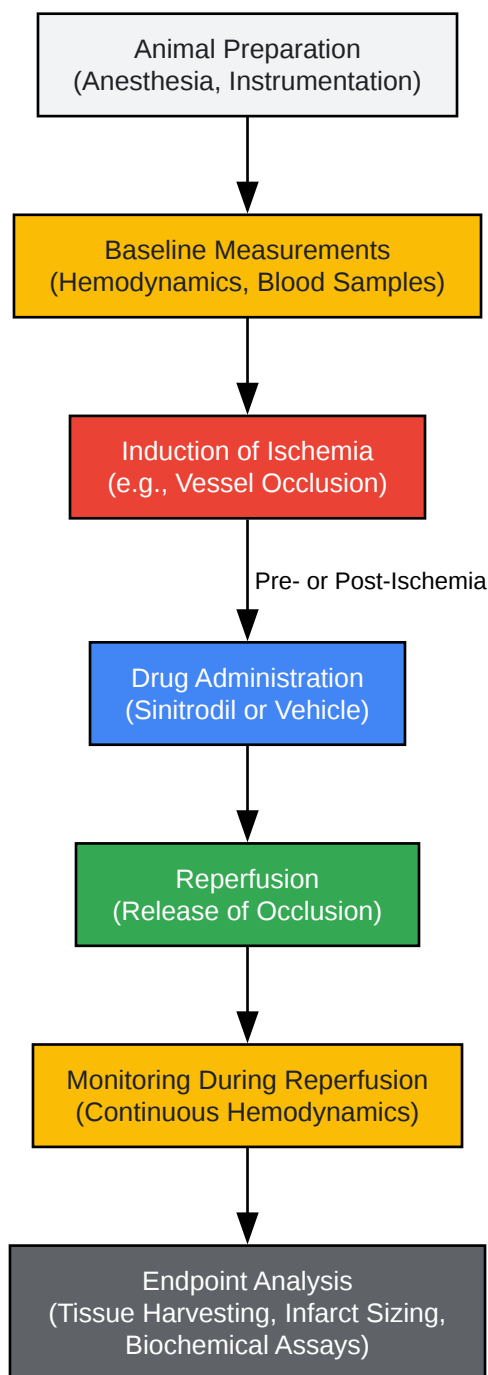 Animal Preparation
(Anesthesia, Instrumentation)
Baseline Measurements
(Hemodynamics, Blood Samples)
Induction of Ischemia
(e.g., Vessel Occlusion)
Pre- or Post-Ischemia
Drug Administration
(Sinitrodil or Vehicle)
Reperfusion
(Release of Occlusion)
Monitoring During Reperfusion
(Continuous Hemodynamics)
Endpoint Analysis
(Tissue Harvesting, Infarct Sizing,
Biochemical Assays)